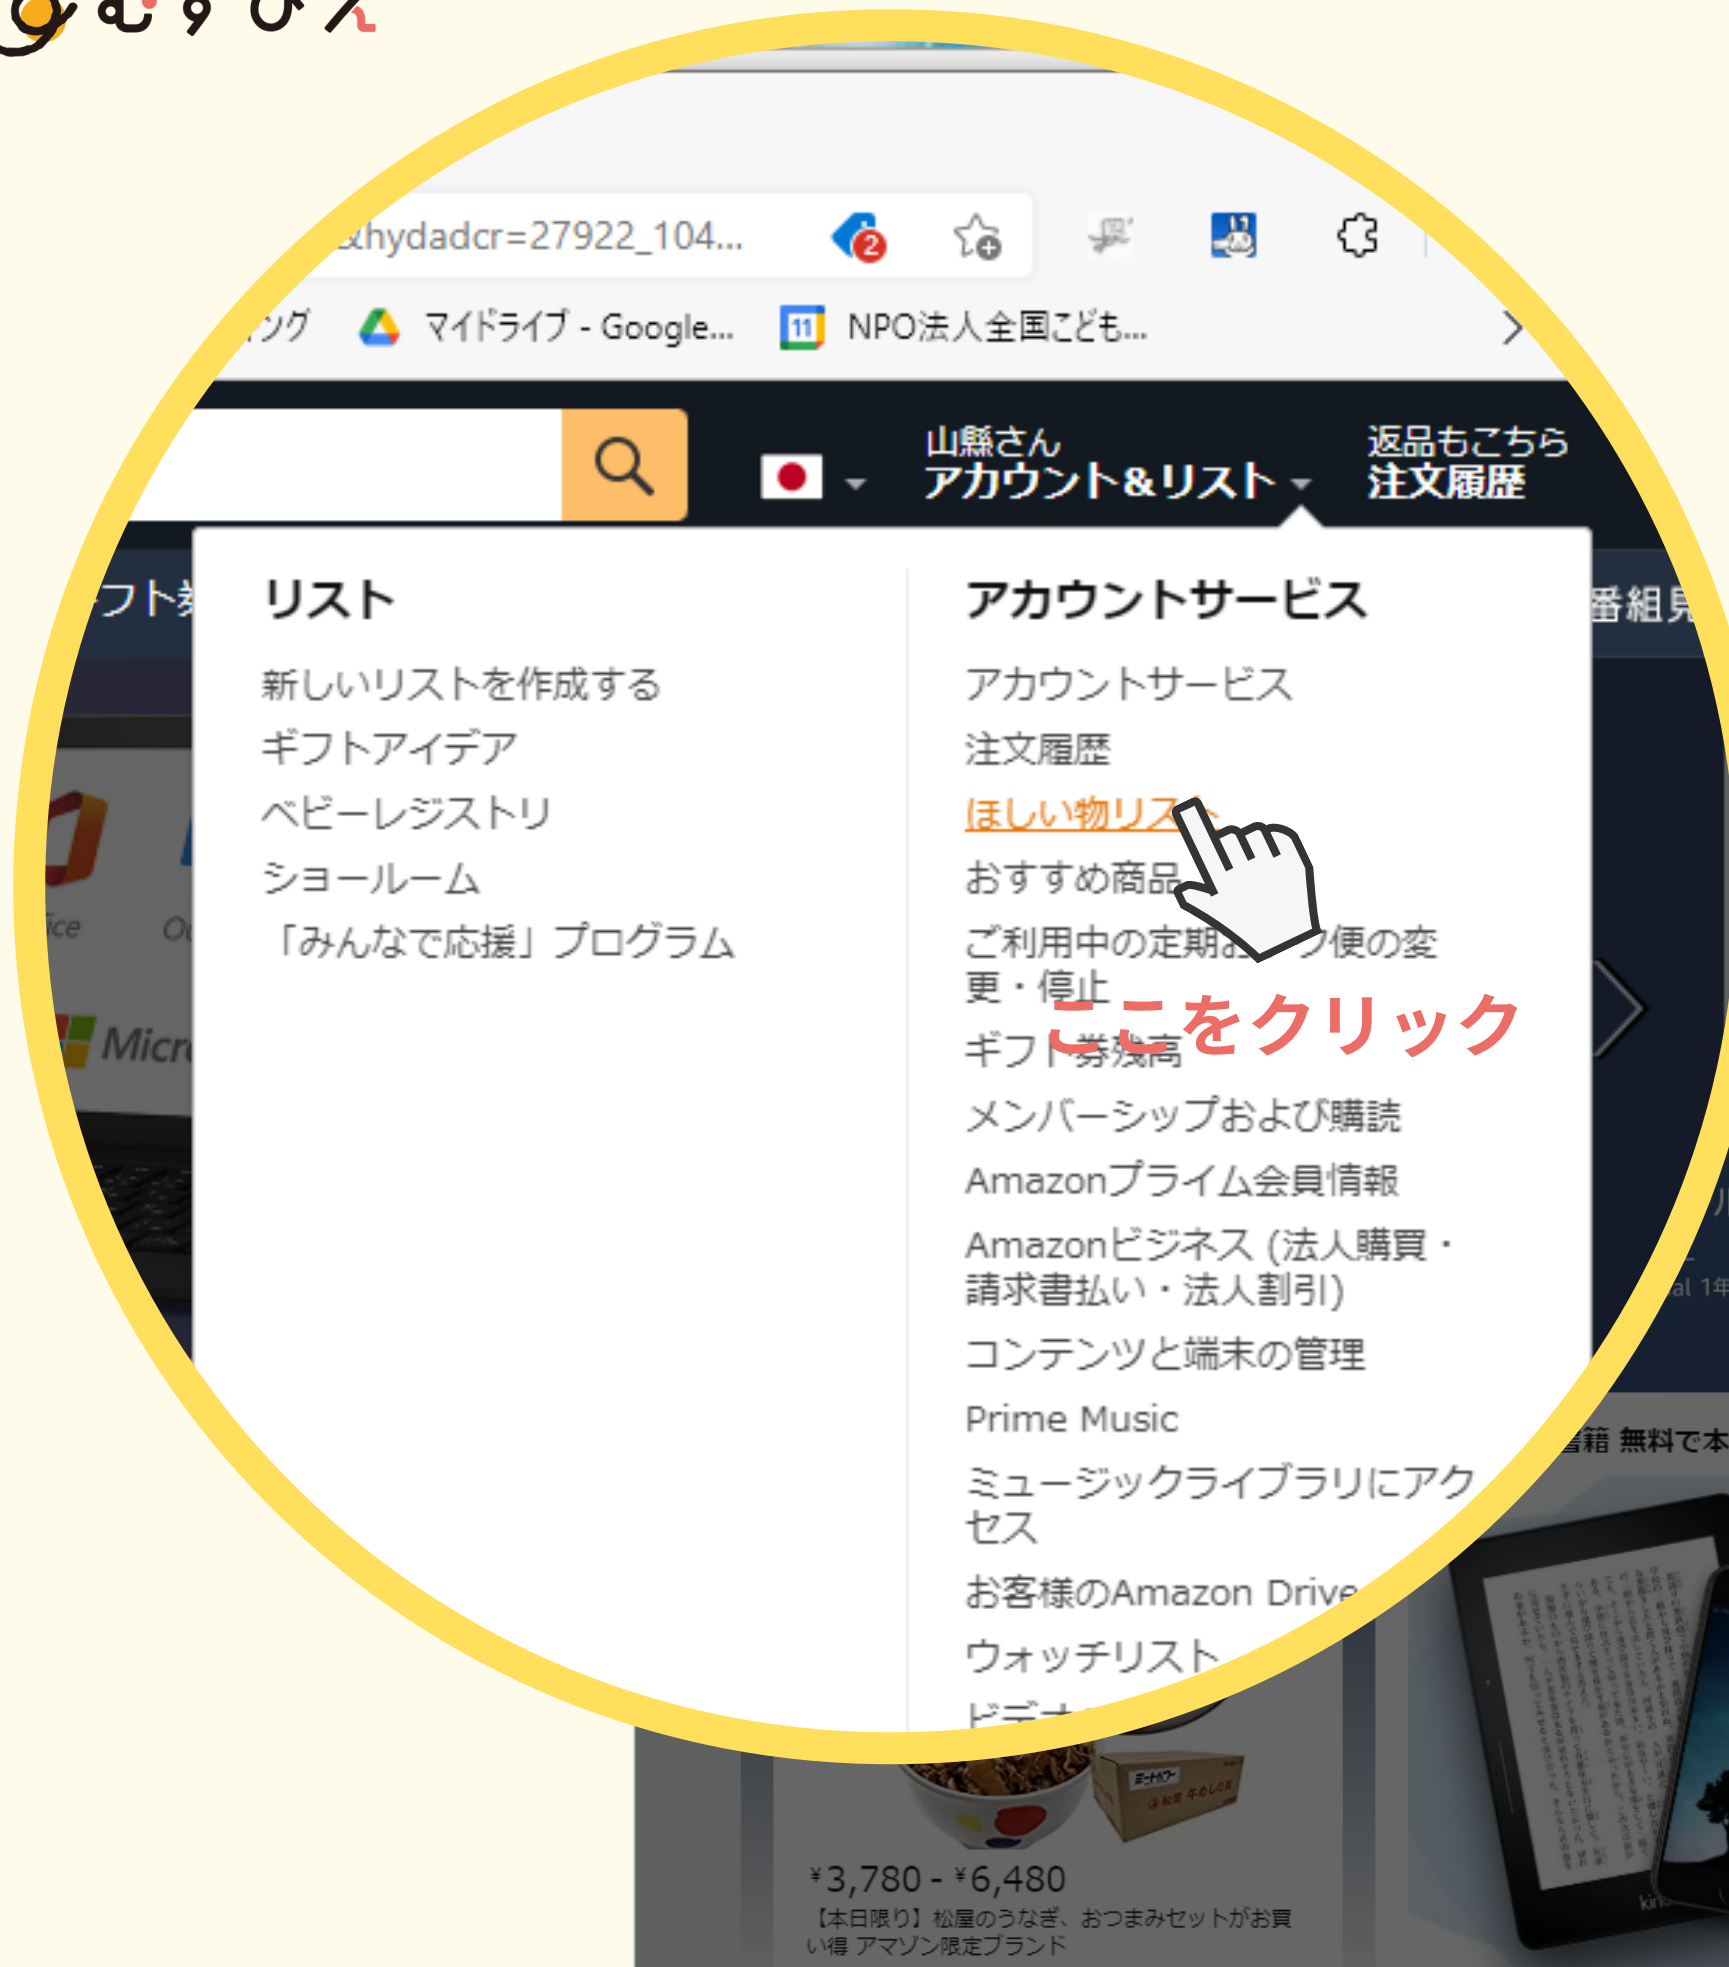 むすびえ
&hydadcr=27922_104...
2
マイドライブ - Google...
11
NPO法人全国こども...
山縣さん
アカウント&リスト
返品もこちら
注文履歴
リスト
新しいリストを作成する
ギフトアイデア
ベビーレジストリ
ショールーム
「みんなで応援」プログラム
アカウントサービス
アカウントサービス
注文履歴
ほしい物リスト
おすすめ商品
ご利用中の定期おトク便の変
更・停止
ここをクリック
ギフト券残高
メンバーシップおよび購読
Amazonプライム会員情報
Amazonビジネス (法人購買・
請求書払い・法人割引)
コンテンツと端末の管理
Prime Music
ミュージックライブラリにアク
セス
お客様のAmazon Drive
ウォッチリスト
番組見
無料で本
¥3,780 - ¥6,480
【本日限り】松屋のうなぎ、おつまみセットがお買
い得 アマゾン限定ブランド